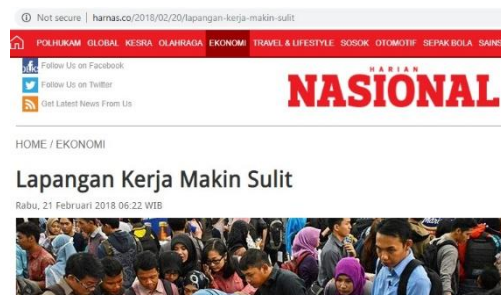 Not secure | harnas.co/2018/02/20/lapangan-kerja-makin-sulit
POLHUKAM GLOBAL KESRA OLAHRAGA EKONOMI TRAVEL & LIFESTYLE SOSOK OTOMOTIF SEPAK BOLA SAINS
Follow Us on Facebook
Follow Us on Twitter
Get Latest News From Us
HARIAN
NASIONAL
HOME / EKONOMI
Lapangan Kerja Makin Sulit
Rabu, 21 Februari 2018 06:22 WIB